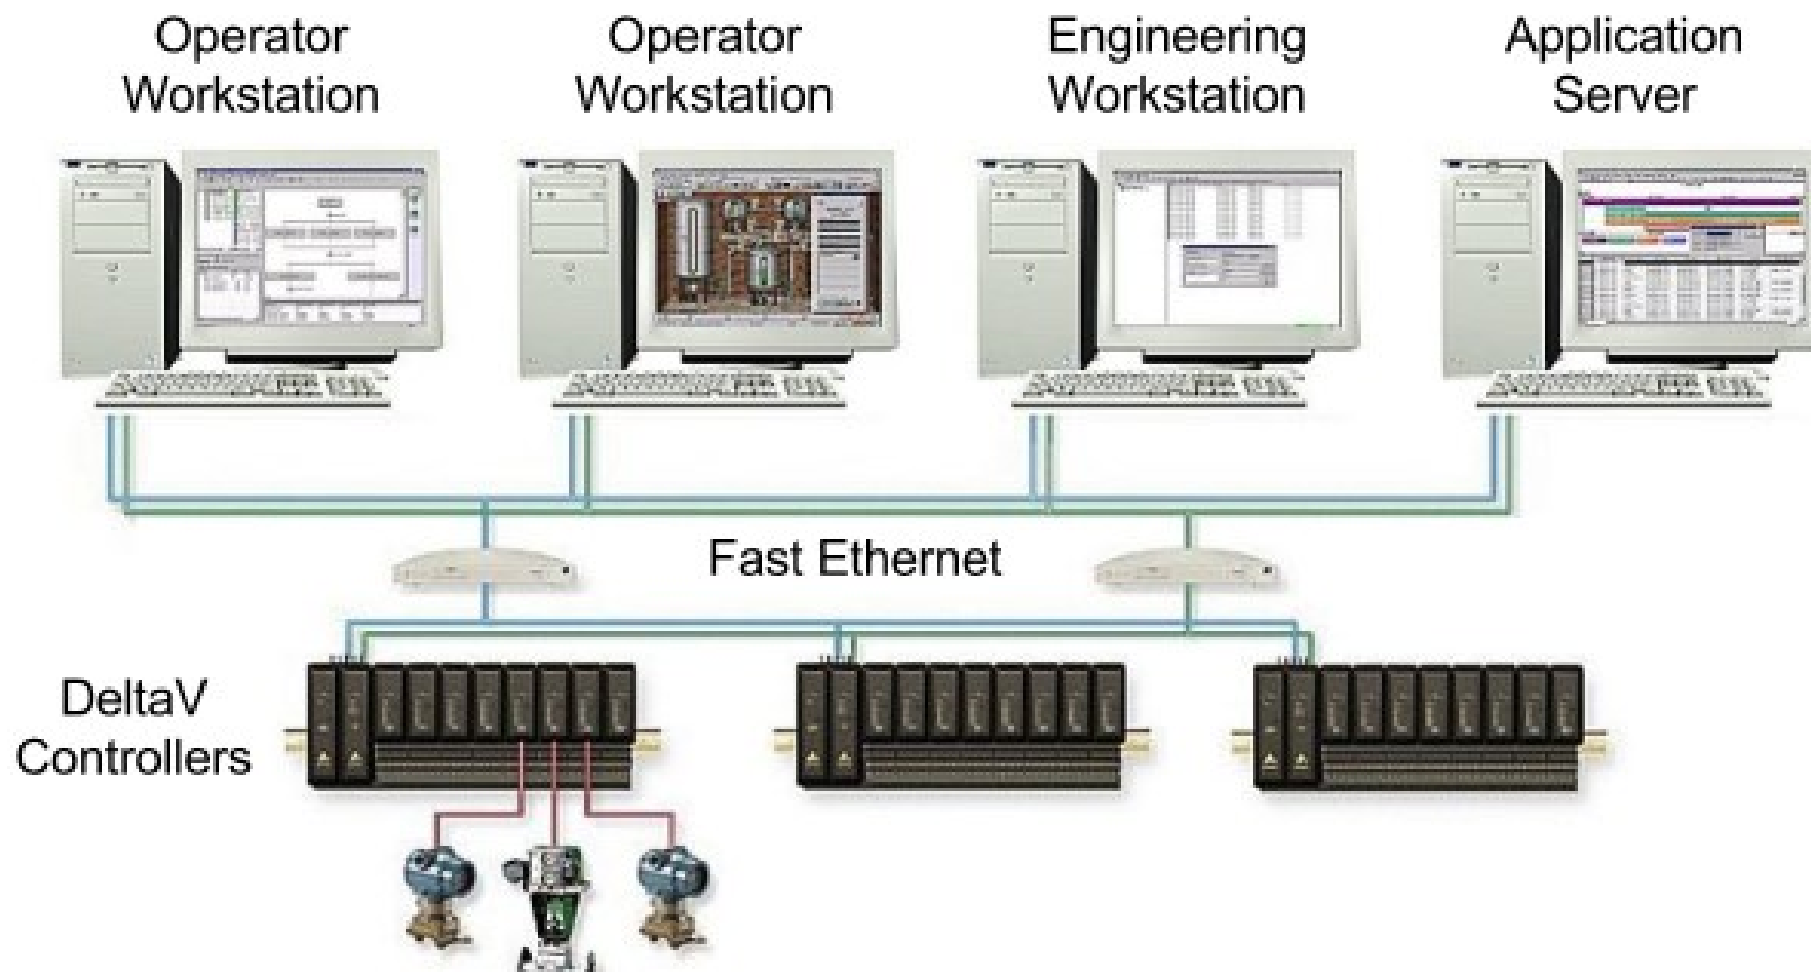 Operator
Workstation
Operator
Workstation
Engineering
Workstation
Application
Server
Fast Ethernet
DeltaV
Controllers